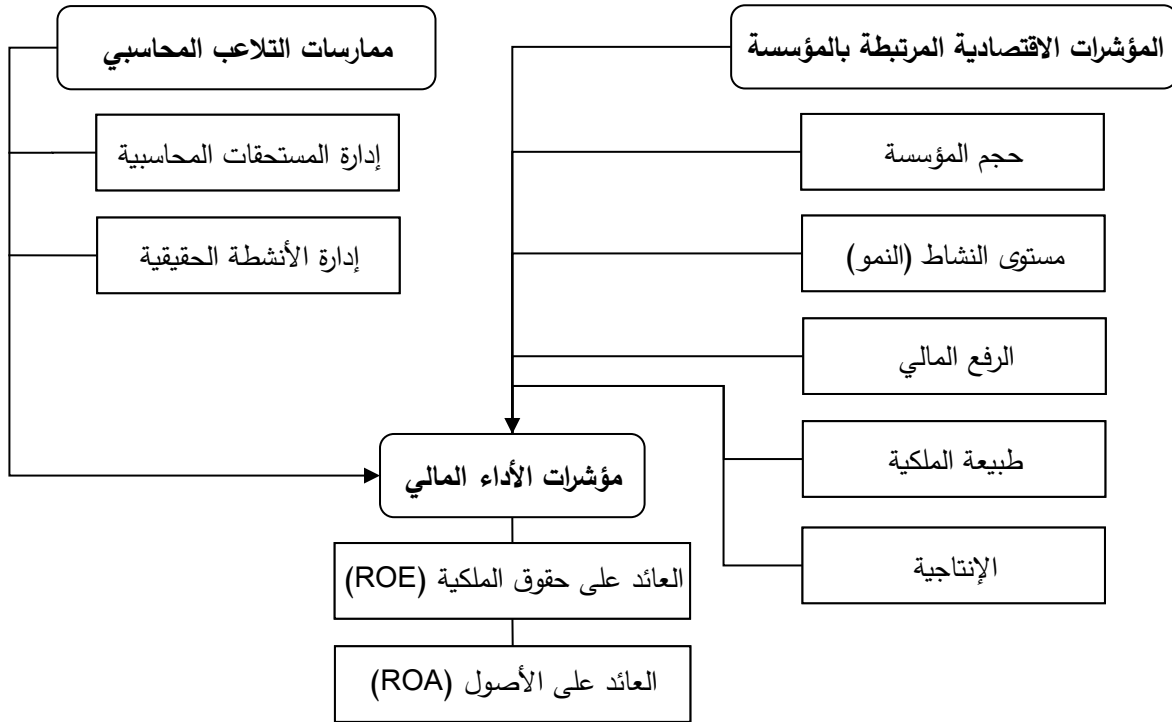 المؤشرات الاقتصادية المرتبطة بالمؤسسة
حجم المؤسسة
مستوى النشاط (النمو)
الرفع المالي
طبيعة الملكية
الإنتاجية
ممارسات التلاعب المحاسبي
إدارة المستحقات المحاسبية
إدارة الأنشطة الحقيقية
مؤشرات الأداء المالي
العائد على حقوق الملكية (ROE)
العائد على الأصول (ROA)